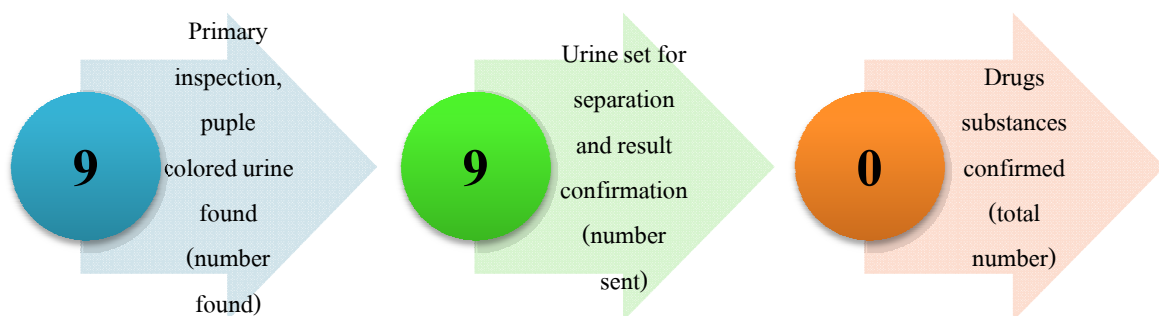 9
Primary
inspection,
puple
colored urine
found
(number
found)
9
Urine set for
separation
and result
confirmation
(number
sent)
0
Drugs
substances
confirmed
(total
number)